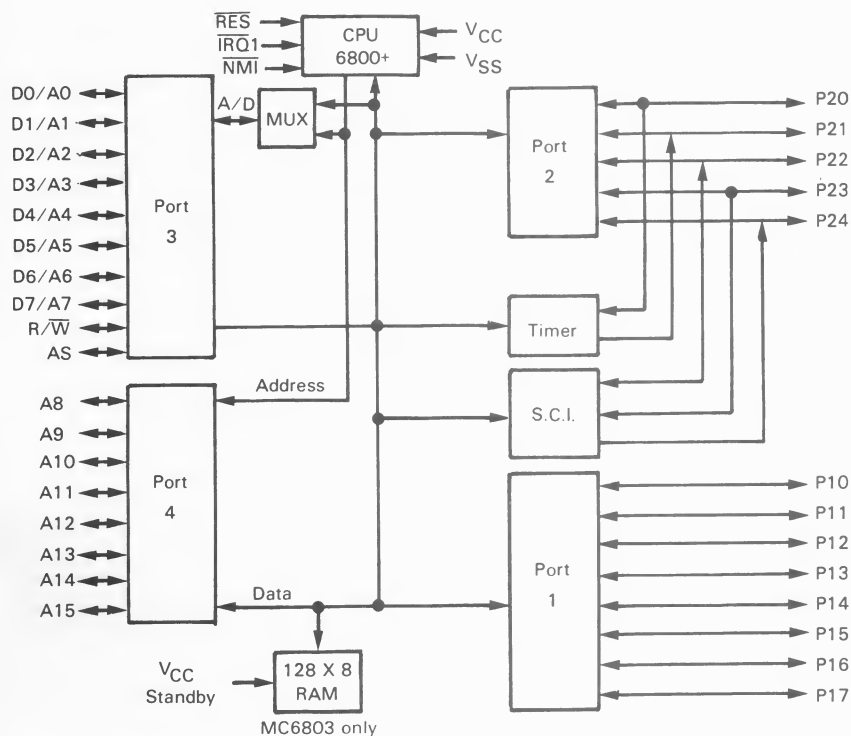 R̅E̅S̅
I̅R̅Q̅1
N̅M̅I̅
CPU
6800+
VCC
VSS
D0/A0
D1/A1
D2/A2
D3/A3
D4/A4
D5/A5
D6/A6
D7/A7
R/W̅
AS
Port
3
A/D
MUX
Port
2
P20
P21
P22
P23
P24
Timer
S.C.I.
A8
A9
A10
A11
A12
A13
A14
A15
Port
4
Address
Data
Port
1
P10
P11
P12
P13
P14
P15
P16
P17
VCC
Standby
128 X 8
RAM
MC6803 only